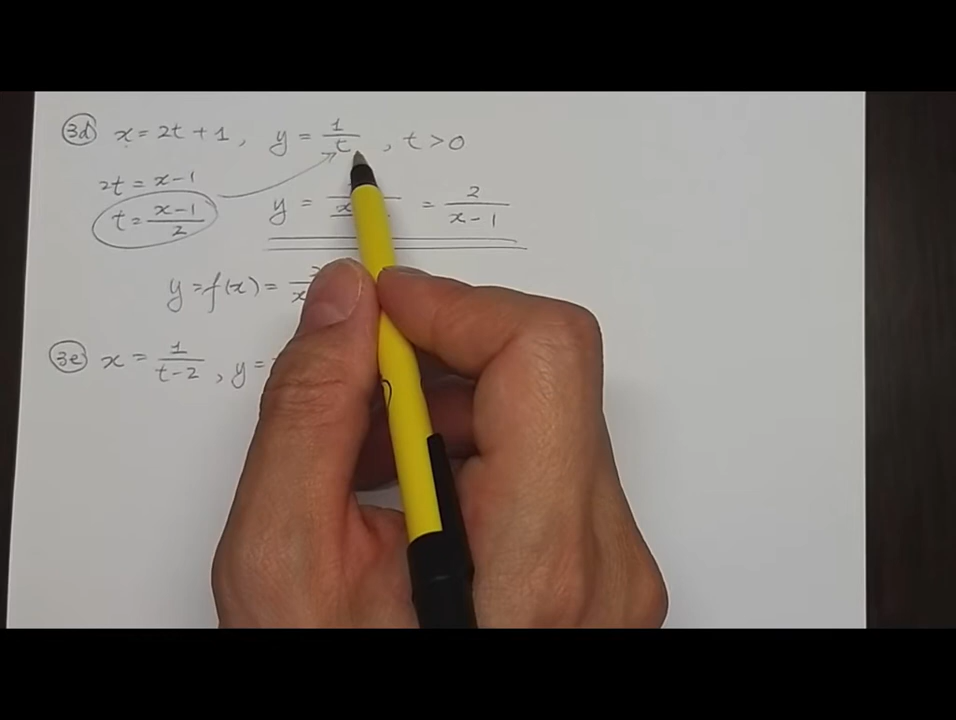 3d x = 2t + 1, y = 1/t, t > 0
2t = x - 1
t = (x - 1)/2
y = = 2/(x - 1)
y = f(x) =
3e x = 1/(t - 2), y =